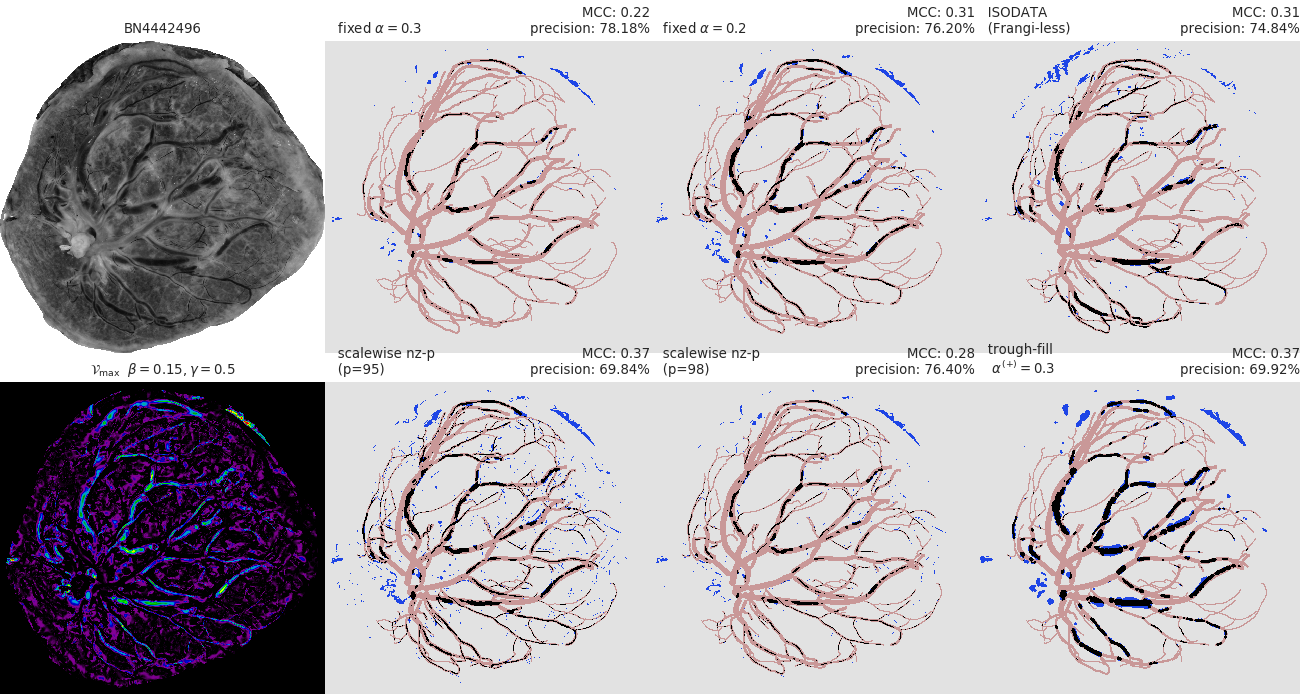 BN4442496
fixed α = 0.3
MCC: 0.22
precision: 78.18%
fixed α = 0.2
MCC: 0.31
precision: 76.20%
ISODATA
(Frangi-less)
MCC: 0.31
precision: 74.84%
𝒱max β = 0.15, γ = 0.5
scalewise nz-p
(p=95)
MCC: 0.37
precision: 69.84%
scalewise nz-p
(p=98)
MCC: 0.28
precision: 76.40%
trough-fill
α(+) = 0.3
MCC: 0.37
precision: 69.92%